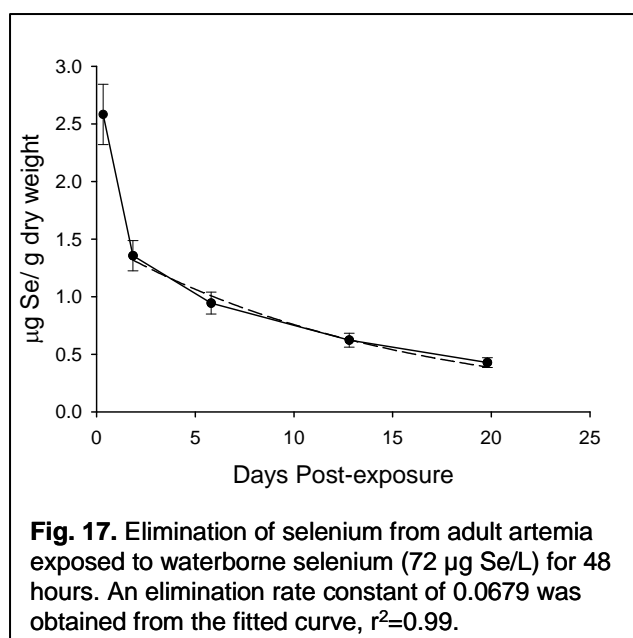 3.0
2.5
2.0
1.5
1.0
0.5
0.0
µg Se/ g dry weight
0 5 10 15 20 25
Days Post-exposure
Fig. 17. Elimination of selenium from adult artemia
exposed to waterborne selenium (72 µg Se/L) for 48
hours. An elimination rate constant of 0.0679 was
obtained from the fitted curve, r²=0.99.